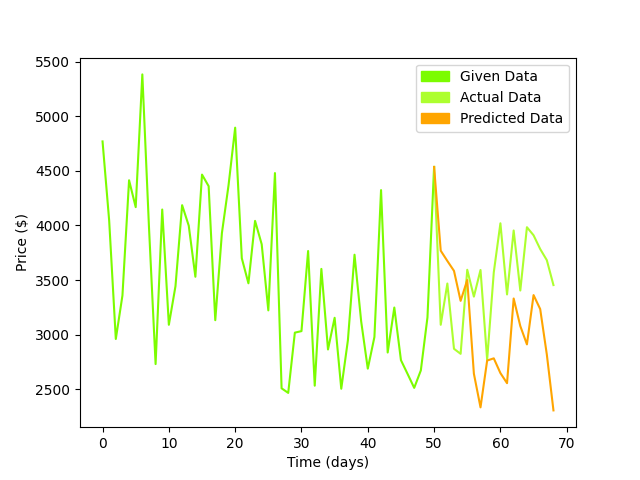 5500
5000
4500
4000
3500
3000
2500
Price ($)
0 10 20 30 40 50 60 70
Time (days)
Given Data
Actual Data
Predicted Data